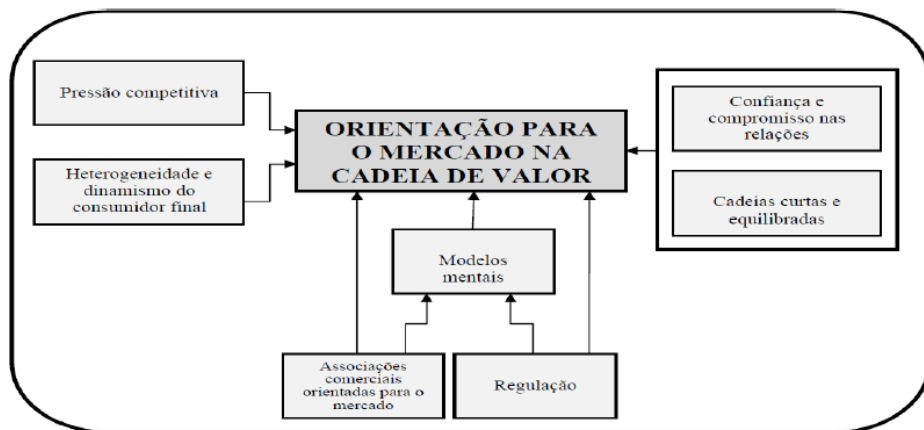 Pressão competitiva
Heterogeneidade e
dinamismo do
consumidor final
ORIENTAÇÃO PARA
O MERCADO NA
CADEIA DE VALOR
Confiança e
compromisso nas
relações
Cadeias curtas e
equilibradas
Modelos
mentais
Associações
comerciais
orientadas para o
mercado
Regulação